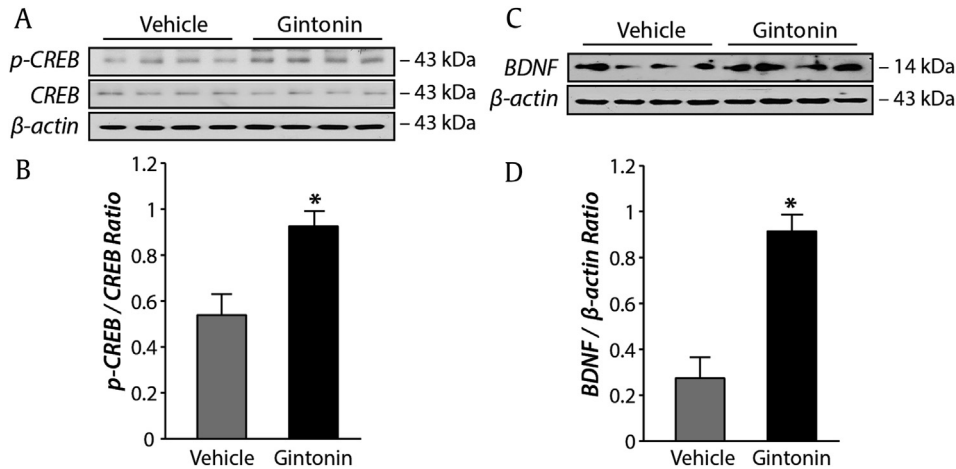 A
Vehicle Gintonin
p-CREB – 43 kDa
CREB – 43 kDa
β-actin – 43 kDa
B
p-CREB / CREB Ratio
1.2
1
0.8
0.6
0.4
0.2
0
*
Vehicle Gintonin
C
Vehicle Gintonin
BDNF – 14 kDa
β-actin – 43 kDa
D
BDNF / β-actin Ratio
1.2
1
0.8
0.6
0.4
0.2
0
*
Vehicle Gintonin